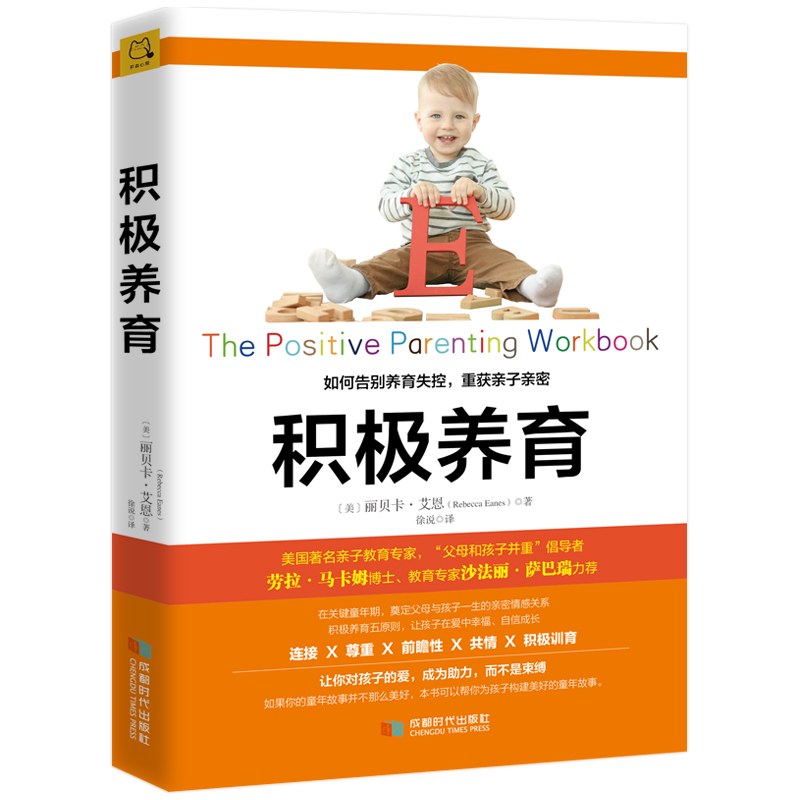 积极养育
〔美〕丽贝卡·艾恩(Rebecca Eanes)◎著
徐说◎译
成都时代出版社
CHENGDU TIMES PRESS
E
The Positive Parenting Workbook
如何告别养育失控，重获亲子亲密
积极养育
〔美〕丽贝卡·艾恩(Rebecca Eanes)◎著
徐说◎译
美国著名亲子教育专家，“父母和孩子并重”倡导者
劳拉·马卡姆博士、教育专家沙法丽·萨巴瑞力荐
在关键童年期，奠定父母与孩子一生的亲密情感关系
积极养育五原则，让孩子在爱中幸福、自信成长
连接 X 尊重 X 前瞻性 X 共情 X 积极训育
让你对孩子的爱，成为助力，而不是束缚
如果你的童年故事并不那么美好，本书可以帮你为孩子构建美好的童年故事。
成都时代出版社
CHENGDU TIMES PRESS